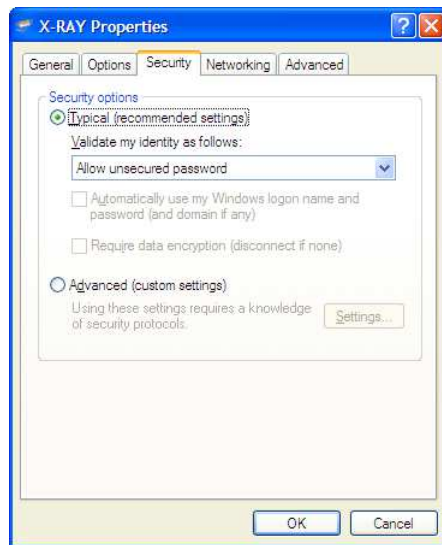 X-RAY Properties
General Options Security Networking Advanced
Security options
Typical (recommended settings)
Validate my identity as follows:
Allow unsecured password
Automatically use my Windows logon name and
password (and domain if any)
Require data encryption (disconnect if none)
Advanced (custom settings)
Using these settings requires a knowledge
of security protocols.
Settings...
OK Cancel